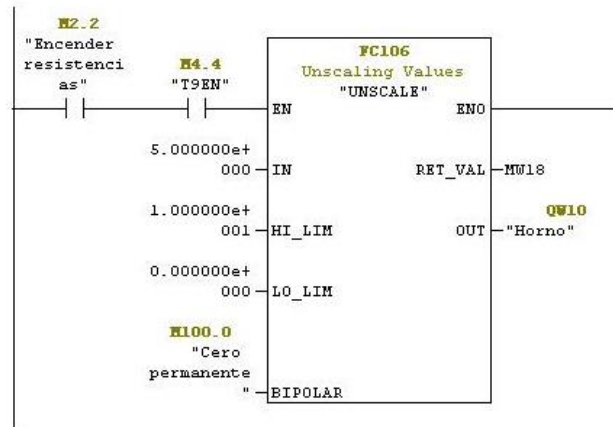 M2.2
"Encender
resistenci
as"
M4.4
"T9EN"
FC106
Unscaling Values
"UNSCALE"
EN
ENO
5.000000e+
000
IN
RET_VAL
MW18
1.000000e+
001
HI_LIM
QW10
OUT
"Horno"
0.000000e+
000
LO_LIM
M100.0
"Cero
permanente
"
BIPOLAR